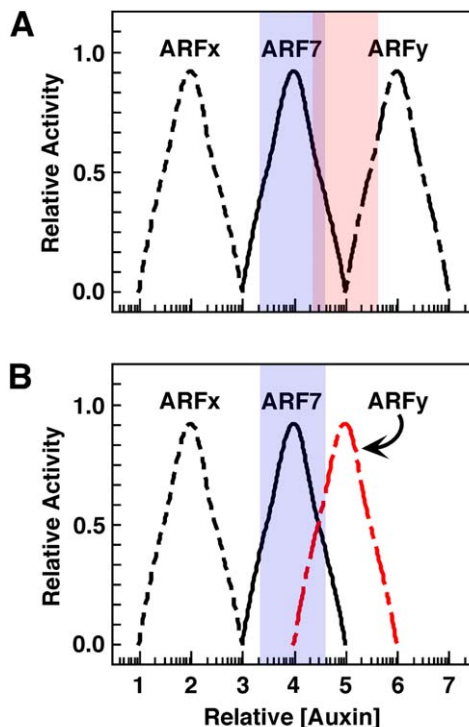 A
ARFx ARF7 ARFy
1.0
0.5
0.0
Relative Activity
B
ARFx ARF7 ARFy
1.0
0.5
0.0
Relative Activity
1 2 3 4 5 6 7
Relative [Auxin]